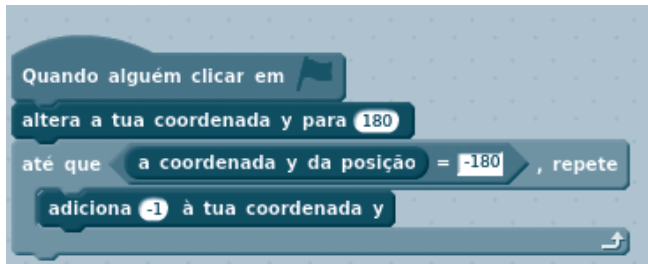 Quando alguém clicar em
altera a tua coordenada y para 180
até que a coordenada y da posição = -180 , repete
adiciona -1 à tua coordenada y